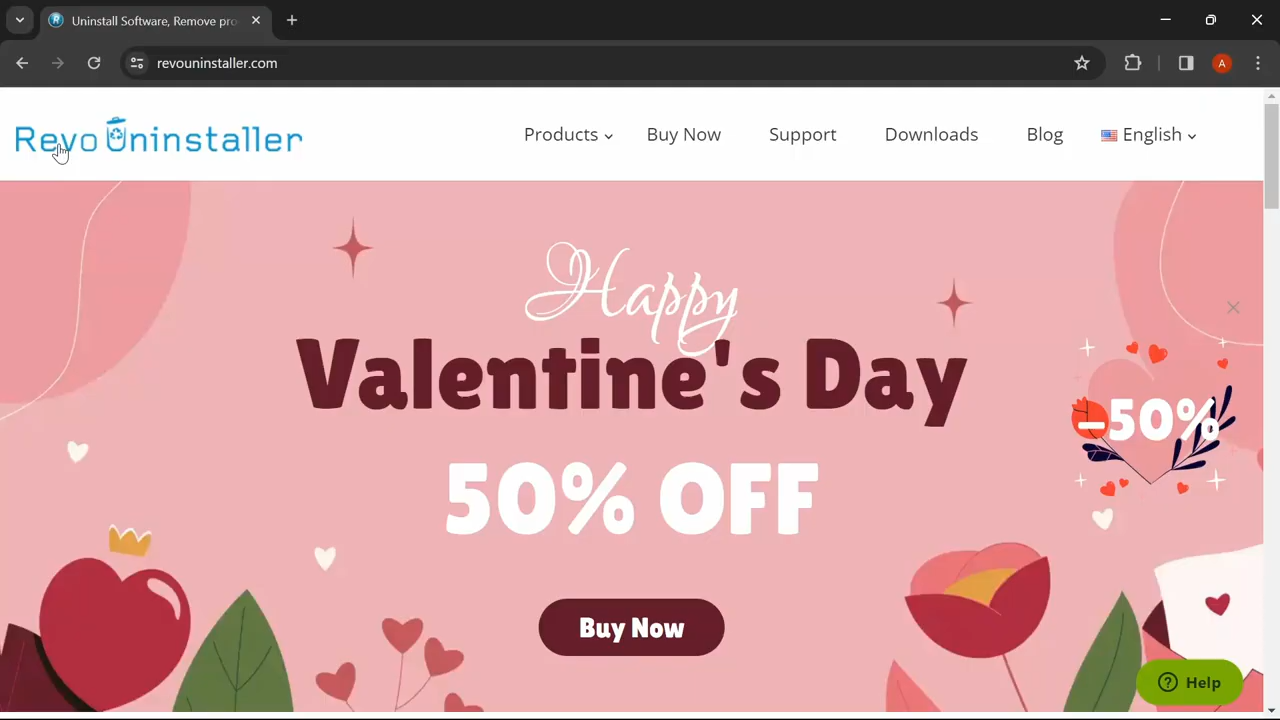 Uninstall Software, Remove pro
revouninstaller.com
A
Revo Uninstaller
Products
Buy Now
Support
Downloads
Blog
English
Happy
Valentine's Day
-50%
50% OFF
Buy Now
? Help